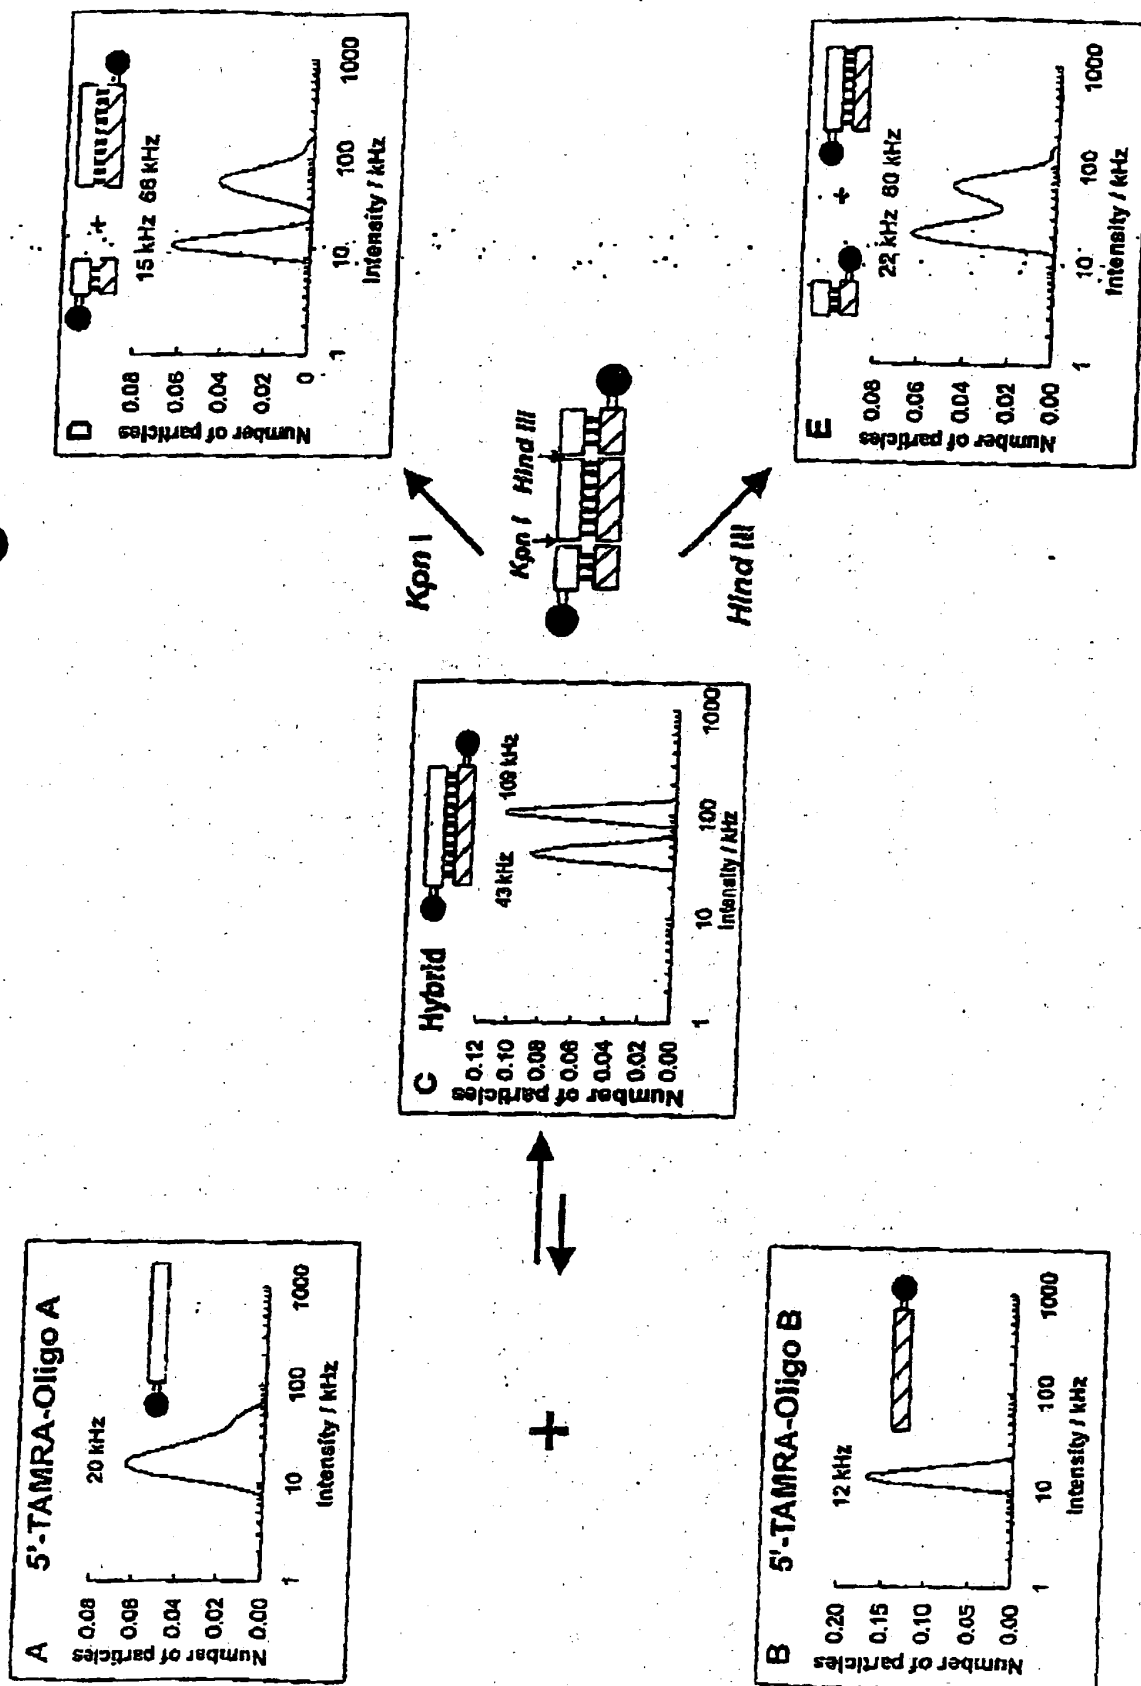 A 5'-TAMRA-Oligo A
20 kHz
Number of particles
0.08
0.06
0.04
0.02
0.00
1 10 100 1000
Intensity / kHz
+
B 5'-TAMRA-Oligo B
12 kHz
Number of particles
0.20
0.15
0.10
0.05
0.00
1 10 100 1000
Intensity / kHz
C Hybrid
43 kHz 109 kHz
Number of particles
0.12
0.10
0.08
0.06
0.04
0.02
0.00
1 10 100 1000
Intensity / kHz
Kpn I
Kpn I Hind III
Hind III
D
+
15 kHz 66 kHz
Number of particles
0.08
0.06
0.04
0.02
0
1 10 100 1000
Intensity / kHz
E
+
22 kHz 60 kHz
Number of particles
0.08
0.06
0.04
0.02
0.00
1 10 100 1000
Intensity / kHz